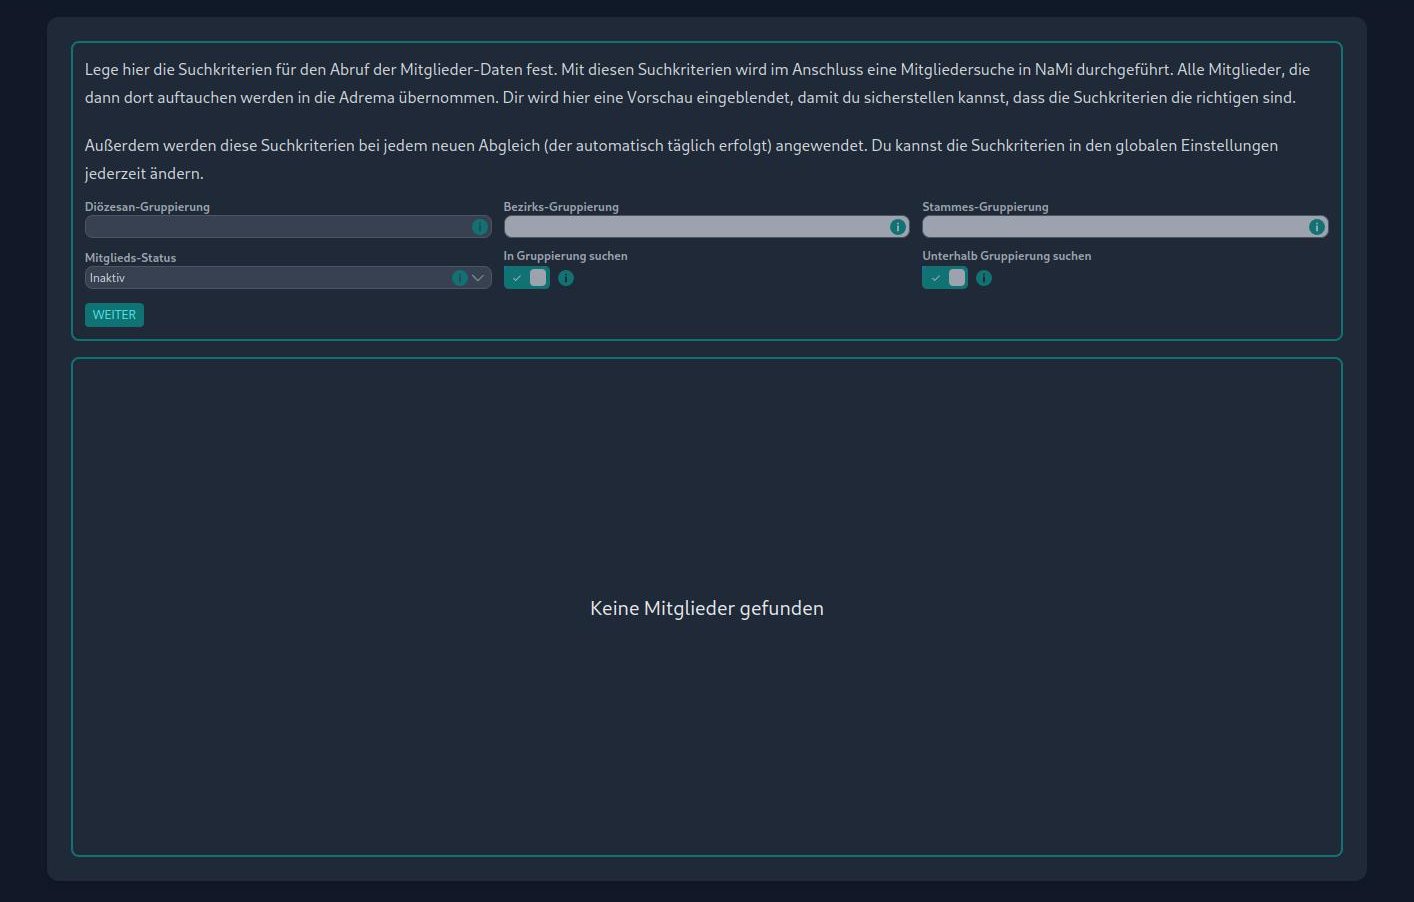 Lege hier die Suchkriterien für den Abruf der Mitglieder-Daten fest. Mit diesen Suchkriterien wird im Anschluss eine Mitgliedersuche in NaMi durchgeführt. Alle Mitglieder, die
dann dort auftauchen werden in die Adrema übernommen. Dir wird hier eine Vorschau eingeblendet, damit du sicherstellen kannst, dass die Suchkriterien die richtigen sind.
Außerdem werden diese Suchkriterien bei jedem neuen Abgleich (der automatisch täglich erfolgt) angewendet. Du kannst die Suchkriterien in den globalen Einstellungen
jederzeit ändern.
Diözesan-Gruppierung
Bezirks-Gruppierung
Stammes-Gruppierung
Mitglieds-Status
In Gruppierung suchen
Unterhalb Gruppierung suchen
Inaktiv
WEITER
Keine Mitglieder gefunden